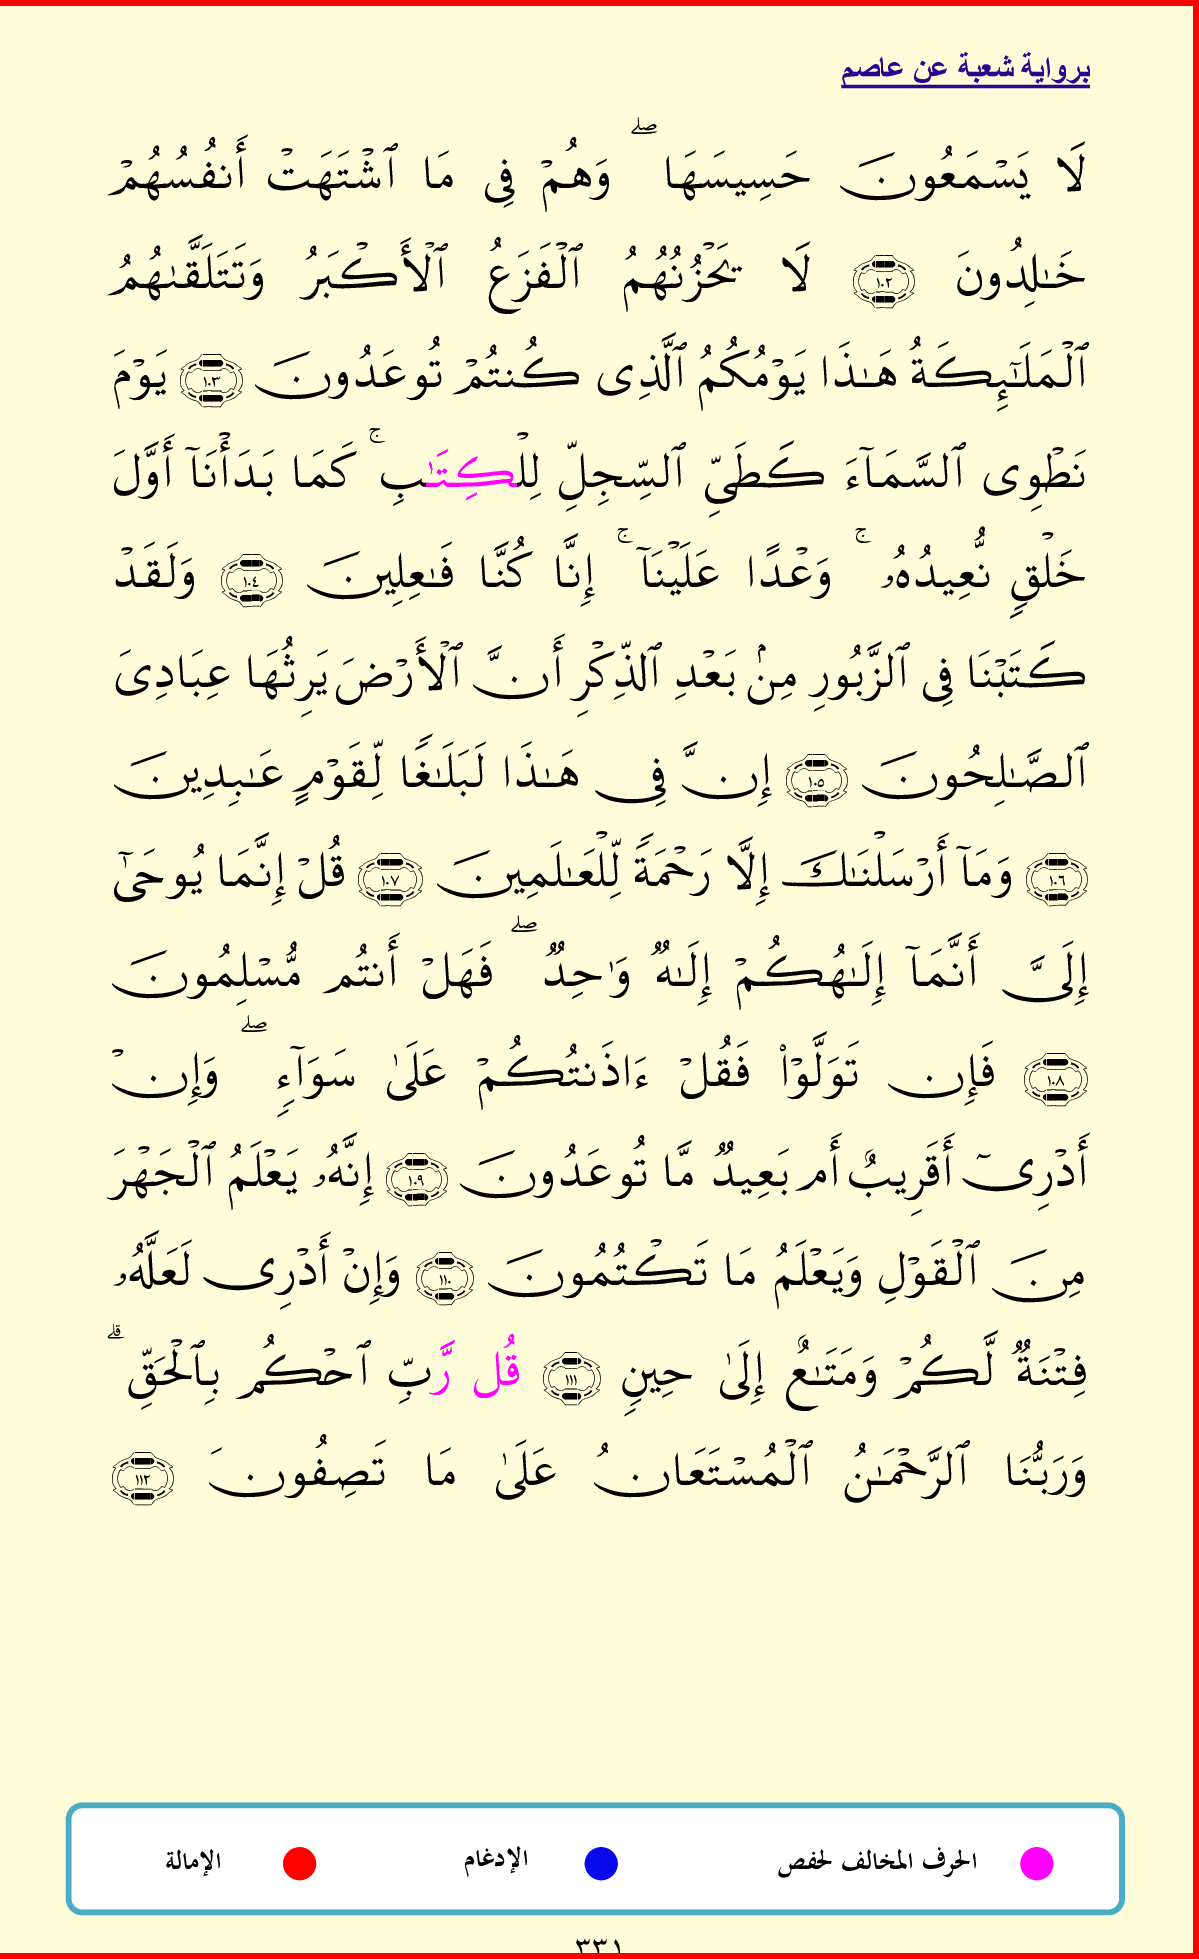 برواية شعبة عن عاصم
لَا يَسْمَعُونَ حَسِيسَهَا ۖ وَهُمْ فِى مَا ٱشْتَهَتْ أَنفُسُهُمْ
خَـٰلِدُونَ ١٠٢ لَا يَحْزُنُهُمُ ٱلْفَزَعُ ٱلْأَكْبَرُ وَتَتَلَقَّىٰهُمُ
ٱلْمَلَـٰٓئِكَةُ هَـٰذَا يَوْمُكُمُ ٱلَّذِى كُنتُمْ تُوعَدُونَ ١٠٣ يَوْمَ
نَطْوِى ٱلسَّمَآءَ كَطَىِّ ٱلسِّجِلِّ لِلْكِتَـٰبِ ۚ كَمَا بَدَأْنَآ أَوَّلَ
خَلْقٍ نُّعِيدُهُۥ ۚ وَعْدًا عَلَيْنَآ ۚ إِنَّا كُنَّا فَـٰعِلِينَ ١٠٤ وَلَقَدْ
كَتَبْنَا فِى ٱلزَّبُورِ مِنۢ بَعْدِ ٱلذِّكْرِ أَنَّ ٱلْأَرْضَ يَرِثُهَا عِبَادِىَ
ٱلصَّـٰلِحُونَ ١٠٥ إِنَّ فِى هَـٰذَا لَبَلَـٰغًا لِّقَوْمٍ عَـٰبِدِينَ
١٠٦ وَمَآ أَرْسَلْنَـٰكَ إِلَّا رَحْمَةً لِّلْعَـٰلَمِينَ ١٠٧ قُلْ إِنَّمَا يُوحَىٰٓ
إِلَىَّ أَنَّمَآ إِلَـٰهُكُمْ إِلَـٰهٌ وَٰحِدٌ ۖ فَهَلْ أَنتُم مُّسْلِمُونَ
١٠٨ فَإِن تَوَلَّوْا۟ فَقُلْ ءَاذَنتُكُمْ عَلَىٰ سَوَآءٍ ۖ وَإِنْ
أَدْرِىٓ أَقَرِيبٌ أَم بَعِيدٌ مَّا تُوعَدُونَ ١٠٩ إِنَّهُۥ يَعْلَمُ ٱلْجَهْرَ
مِنَ ٱلْقَوْلِ وَيَعْلَمُ مَا تَكْتُمُونَ ١١٠ وَإِنْ أَدْرِى لَعَلَّهُۥ
فِتْنَةٌ لَّكُمْ وَمَتَـٰعٌ إِلَىٰ حِينٍ ١١١ قُل رَّبِّ ٱحْكُم بِٱلْحَقِّ ۗ
وَرَبُّنَا ٱلرَّحْمَـٰنُ ٱلْمُسْتَعَانُ عَلَىٰ مَا تَصِفُونَ ١١٢
الحرف المخالف لحفص الإدغام الإمالة
٣٣١